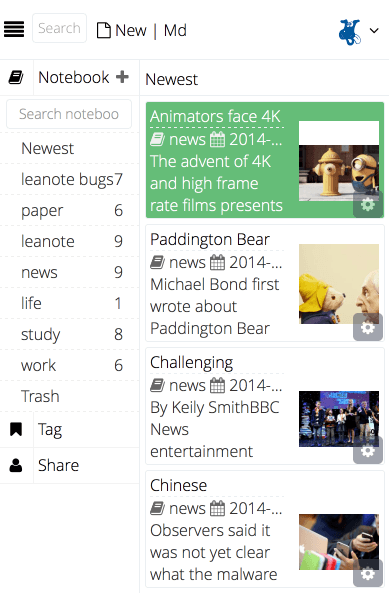 Search New | Md
Notebook
Search noteboo
Newest
leanote bugs7
paper 6
leanote 9
news 9
life 1
study 8
work 6
Trash
Tag
Share
Newest
Animators face 4K
news 2014-...
The advent of 4K
and high frame
rate films presents
Paddington Bear
news 2014-...
Michael Bond first
wrote about
Paddington Bear
Challenging
news 2014-...
By Keily SmithBBC
News
entertainment
Chinese
news 2014-...
Observers said it
was not yet clear
what the malware